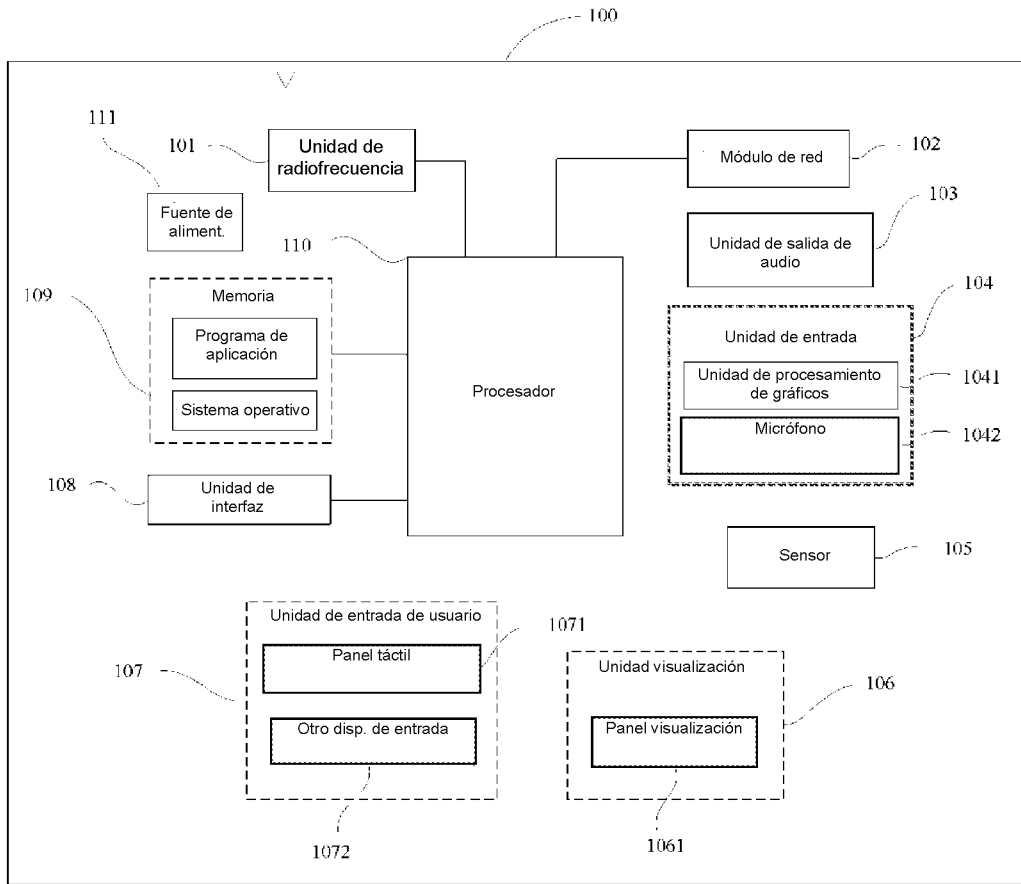 100
111
101
Unidad de
radiofrecuencia
Módulo de red
102
103
Fuente de
aliment.
110
Unidad de salida de
audio
109
Memoria
104
Programa de
aplicación
Unidad de entrada
Procesador
Unidad de procesamiento
de gráficos
1041
Sistema operativo
Micrófono
1042
108
Unidad de
interfaz
Sensor
105
Unidad de entrada de usuario
1071
107
Panel táctil
Unidad visualización
106
Otro disp. de entrada
Panel visualización
1072
1061